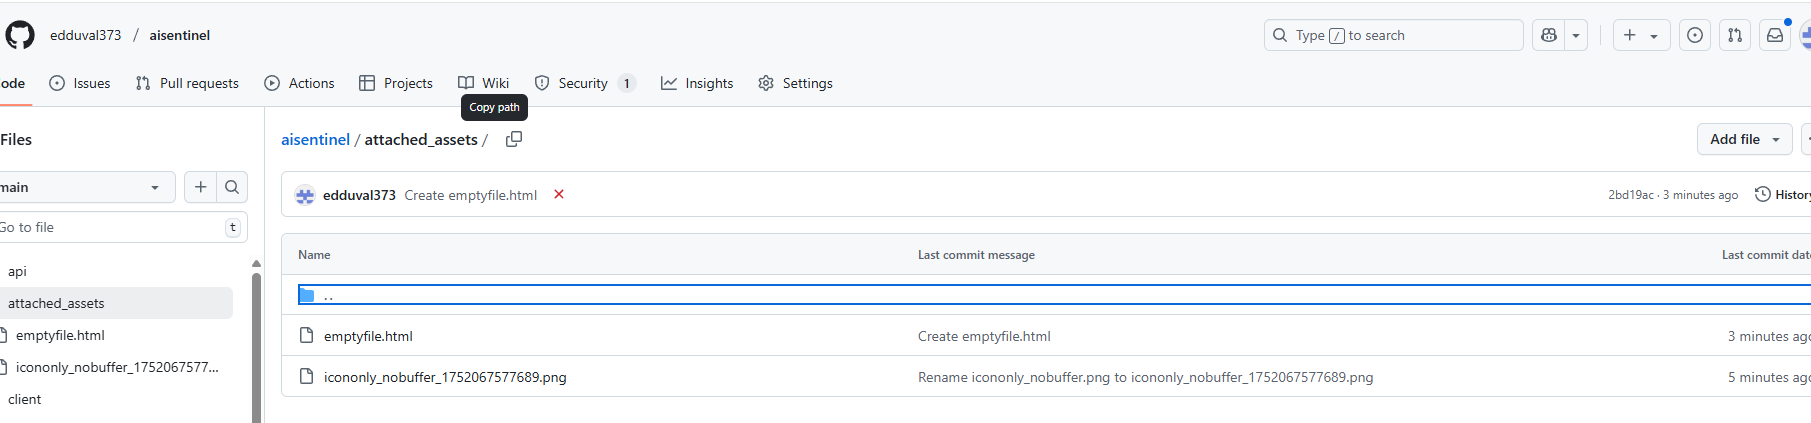 edduval373 / aisentinel
Type / to search
ode Issues Pull requests Actions Projects Wiki Security 1 Insights Settings
Copy path
Files
aisentinel / attached_assets /
Add file
main
edduval373 Create emptyfile.html
2bd19ac · 3 minutes ago
History
Go to file
t
Name Last commit message Last commit date
..
api
attached_assets
emptyfile.html
icononly_nobuffer_1752067577...
client
emptyfile.html Create emptyfile.html 3 minutes ago
icononly_nobuffer_1752067577689.png Rename icononly_nobuffer.png to icononly_nobuffer_1752067577689.png 5 minutes ago